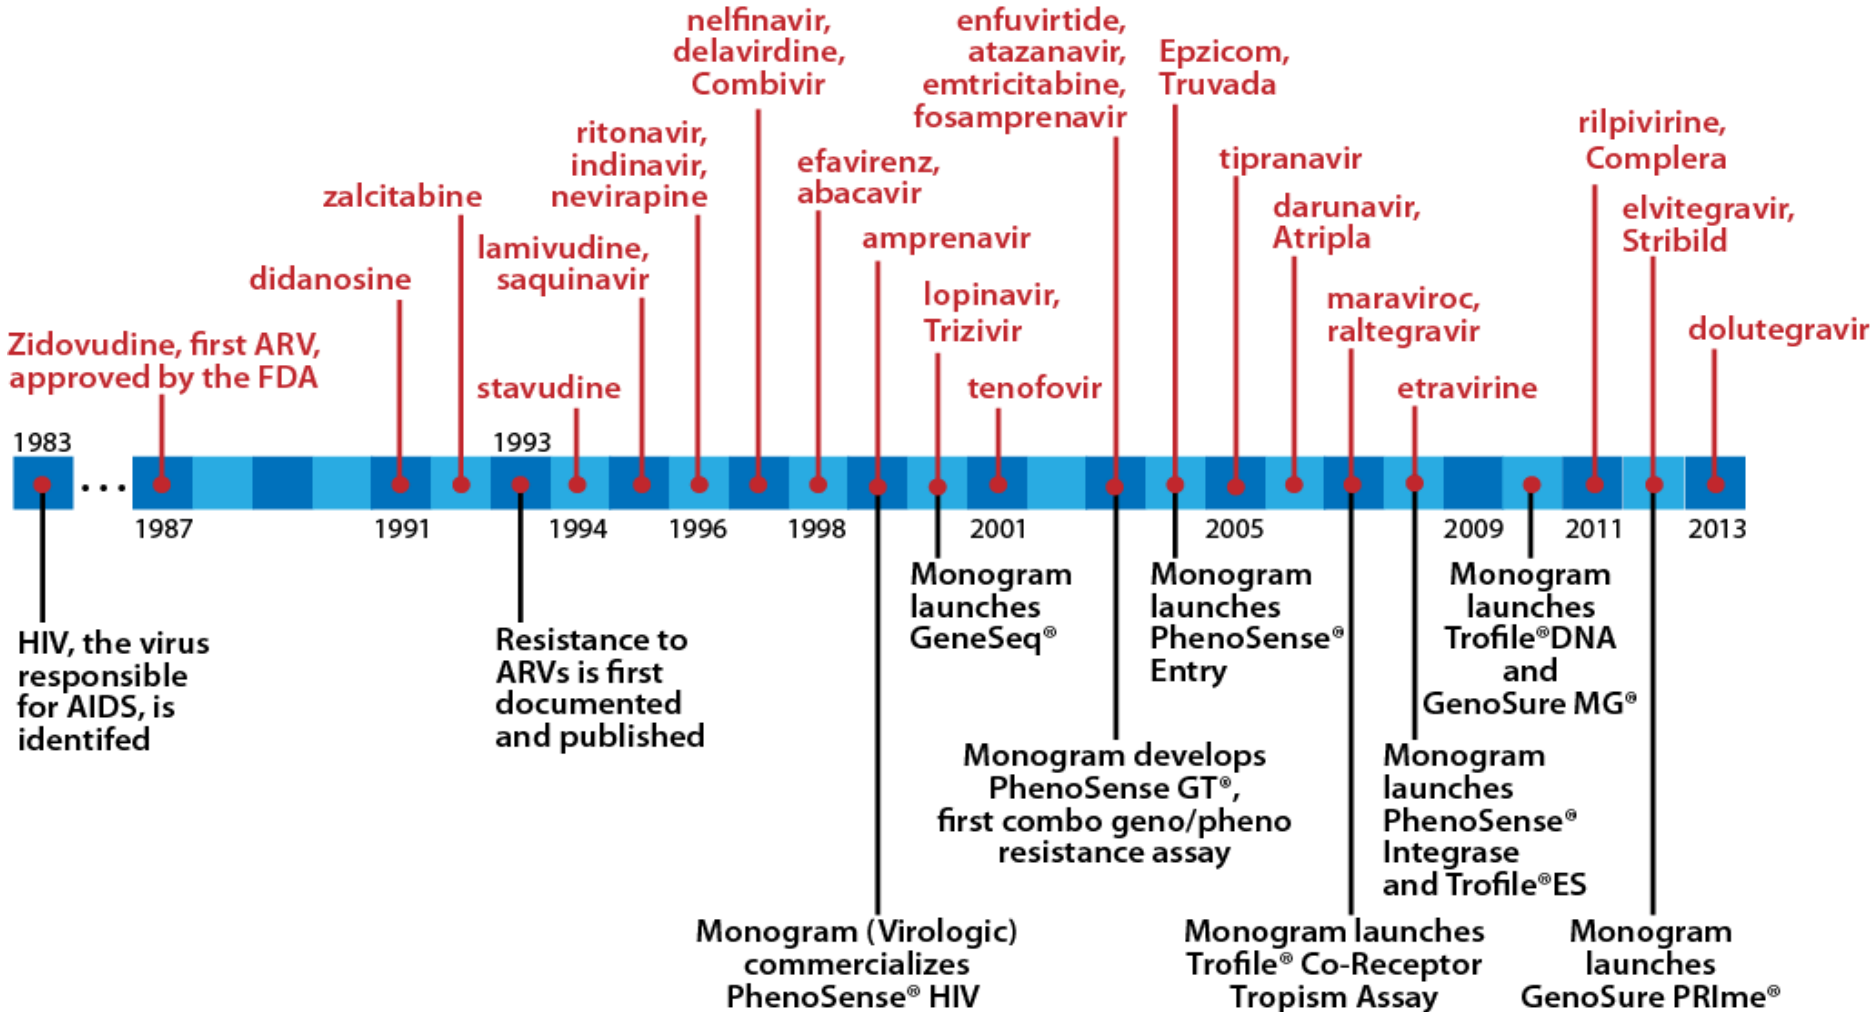 nelfinavir,
delavirdine,
Combivir
enfuvirtide,
atazanavir,
emtricitabine,
fosamprenavir
Epzicom,
Truvada
ritonavir,
indinavir,
nevirapine
efavirenz,
abacavir
tipranavir
rilpivirine,
Complera
zalcitabine
lamivudine,
saquinavir
amprenavir
darunavir,
Atripla
elvitegravir,
Stribild
didanosine
lopinavir,
Trizivir
maraviroc,
raltegravir
dolutegravir
Zidovudine, first ARV,
approved by the FDA
stavudine
tenofovir
etravirine
1983
1993
...
1987
1991
1994
1996
1998
2001
2005
2009
2011
2013
HIV, the virus
responsible
for AIDS, is
identifed
Resistance to
ARVs is first
documented
and published
Monogram
launches
GeneSeq®
Monogram
launches
PhenoSense®
Entry
Monogram
launches
Trofile®DNA
and
GenoSure MG®
Monogram develops
PhenoSense GT®,
first combo geno/pheno
resistance assay
Monogram
launches
PhenoSense®
Integrase
and Trofile®ES
Monogram (Virologic)
commercializes
PhenoSense® HIV
Monogram launches
Trofile® Co-Receptor
Tropism Assay
Monogram
launches
GenoSure PRIme®